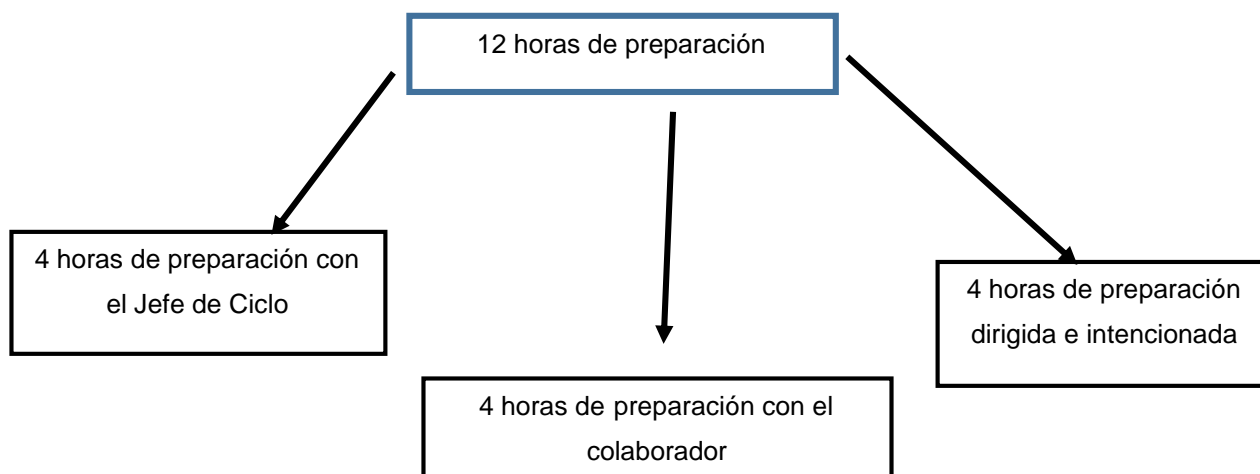 12 horas de preparación
4 horas de preparación con
el Jefe de Ciclo
4 horas de preparación con el
colaborador
4 horas de preparación
dirigida e intencionada